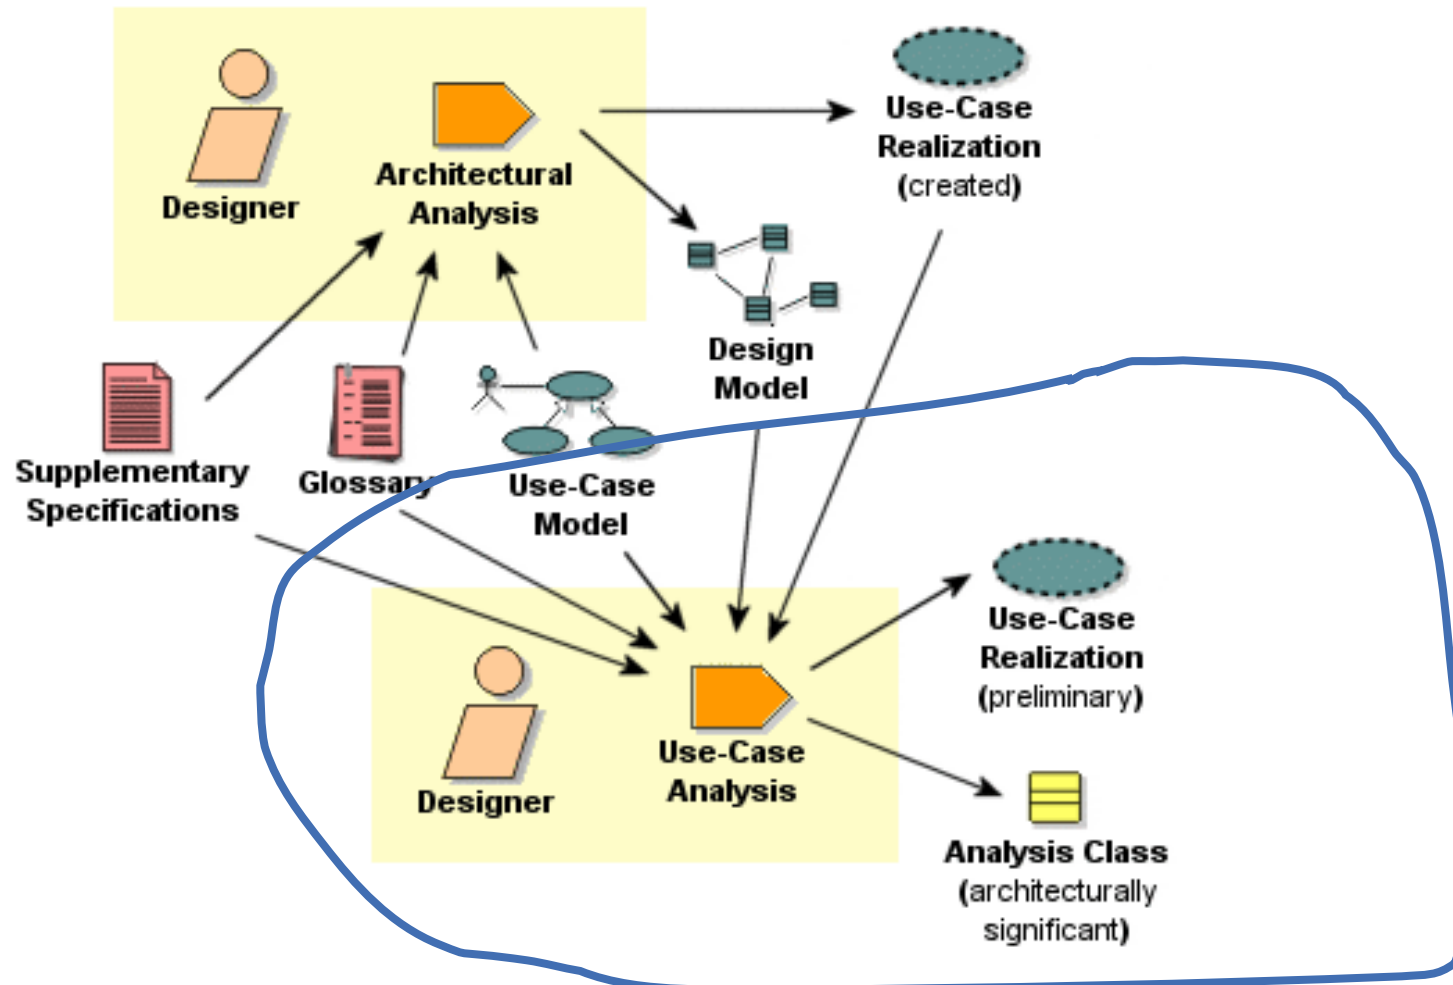 Use-Case
Realization
(created)
Architectural
Analysis
Designer
Design
Model
Supplementary
Specifications
Glossary
Use-Case
Model
Use-Case
Realization
(preliminary)
Use-Case
Analysis
Designer
Analysis Class
(architecturally
significant)